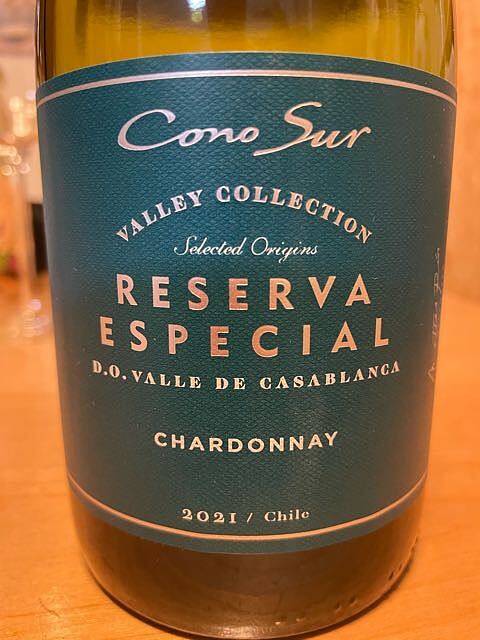 Cono Sur
VALLEY COLLECTION
Selected Origins
RESERVA
ESPECIAL
D.O. VALLE DE CASABLANCA
CHARDONNAY
2021 / Chile